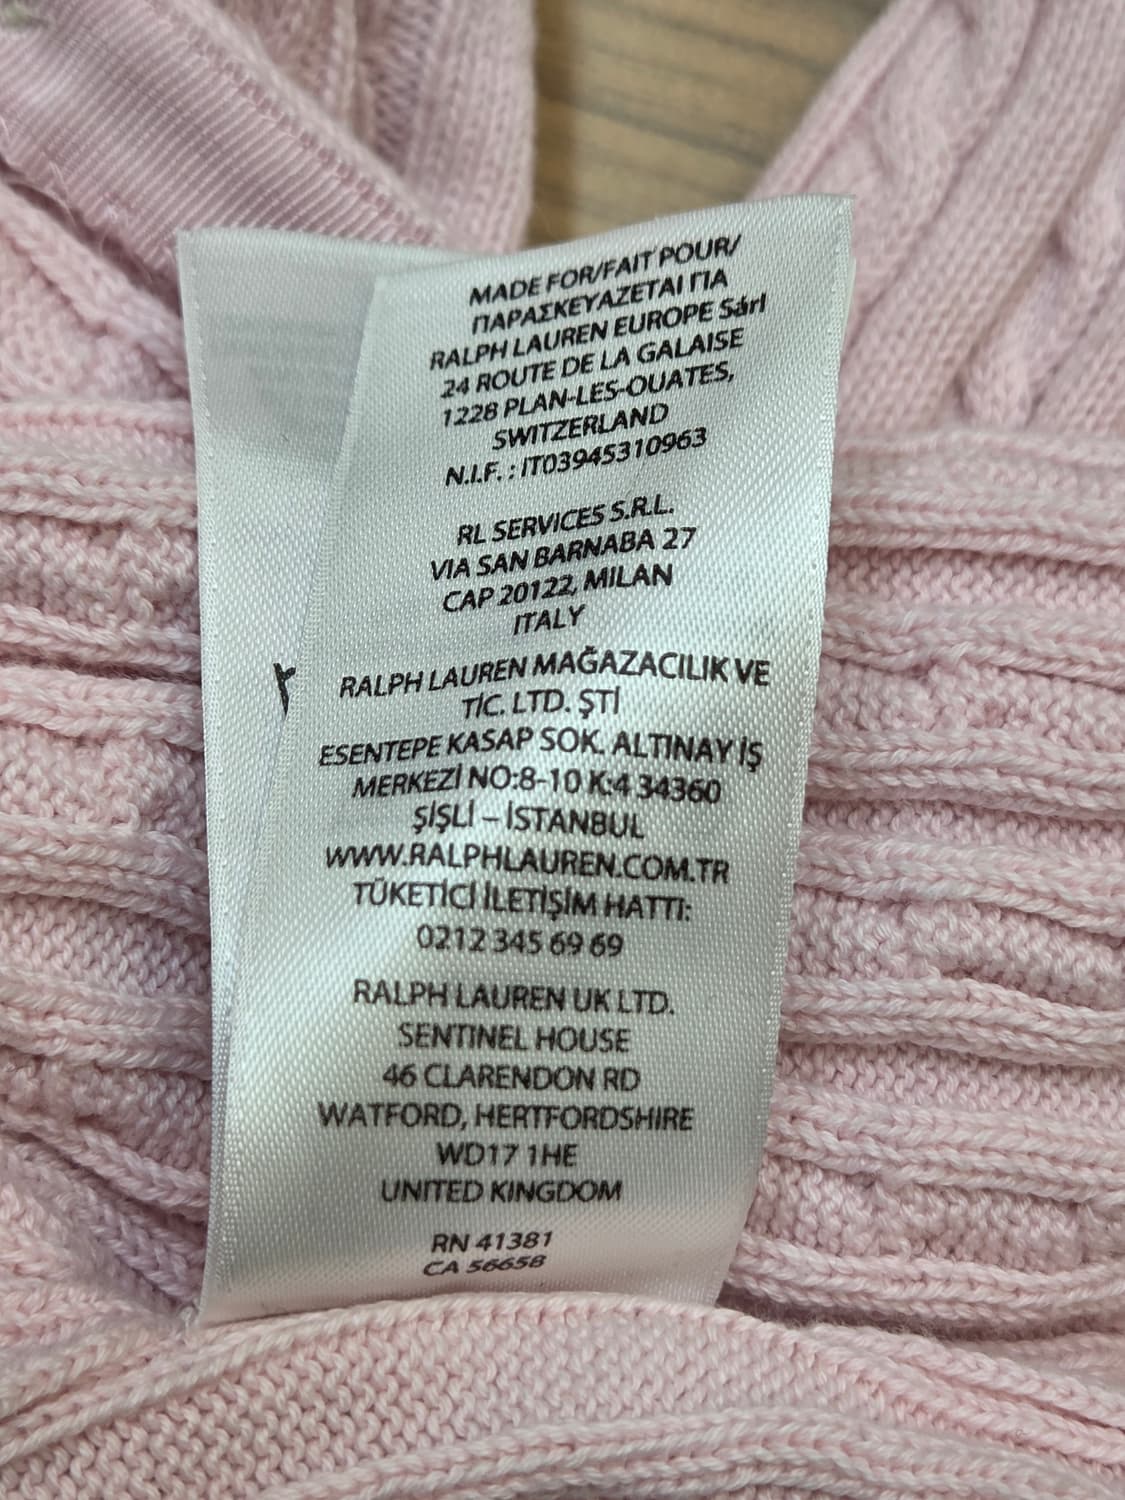 MADE FOR/FAIT POUR/
ΠΑΡΑΣΚΕΥΑΖΕΤΑΙ ΓΙΑ
RALPH LAUREN EUROPE Sárl
24 ROUTE DE LA GALAISE
1228 PLAN-LES-OUATES,
SWITZERLAND
N.I.F. : IT03945310963
RL SERVICES S.R.L.
VIA SAN BARNABA 27
CAP 20122, MILAN
ITALY
RALPH LAUREN MAĞAZACILIK VE
TİC. LTD. ŞTİ
ESENTEPE KASAP SOK. ALTINAY İŞ
MERKEZİ NO:8-10 K:4 34360
ŞİŞLİ – İSTANBUL
WWW.RALPHLAUREN.COM.TR
TÜKETİCİ İLETİŞİM HATTI:
0212 345 69 69
RALPH LAUREN UK LTD.
SENTINEL HOUSE
46 CLARENDON RD
WATFORD, HERTFORDSHIRE
WD17 1HE
UNITED KINGDOM
RN 41381
CA 56658